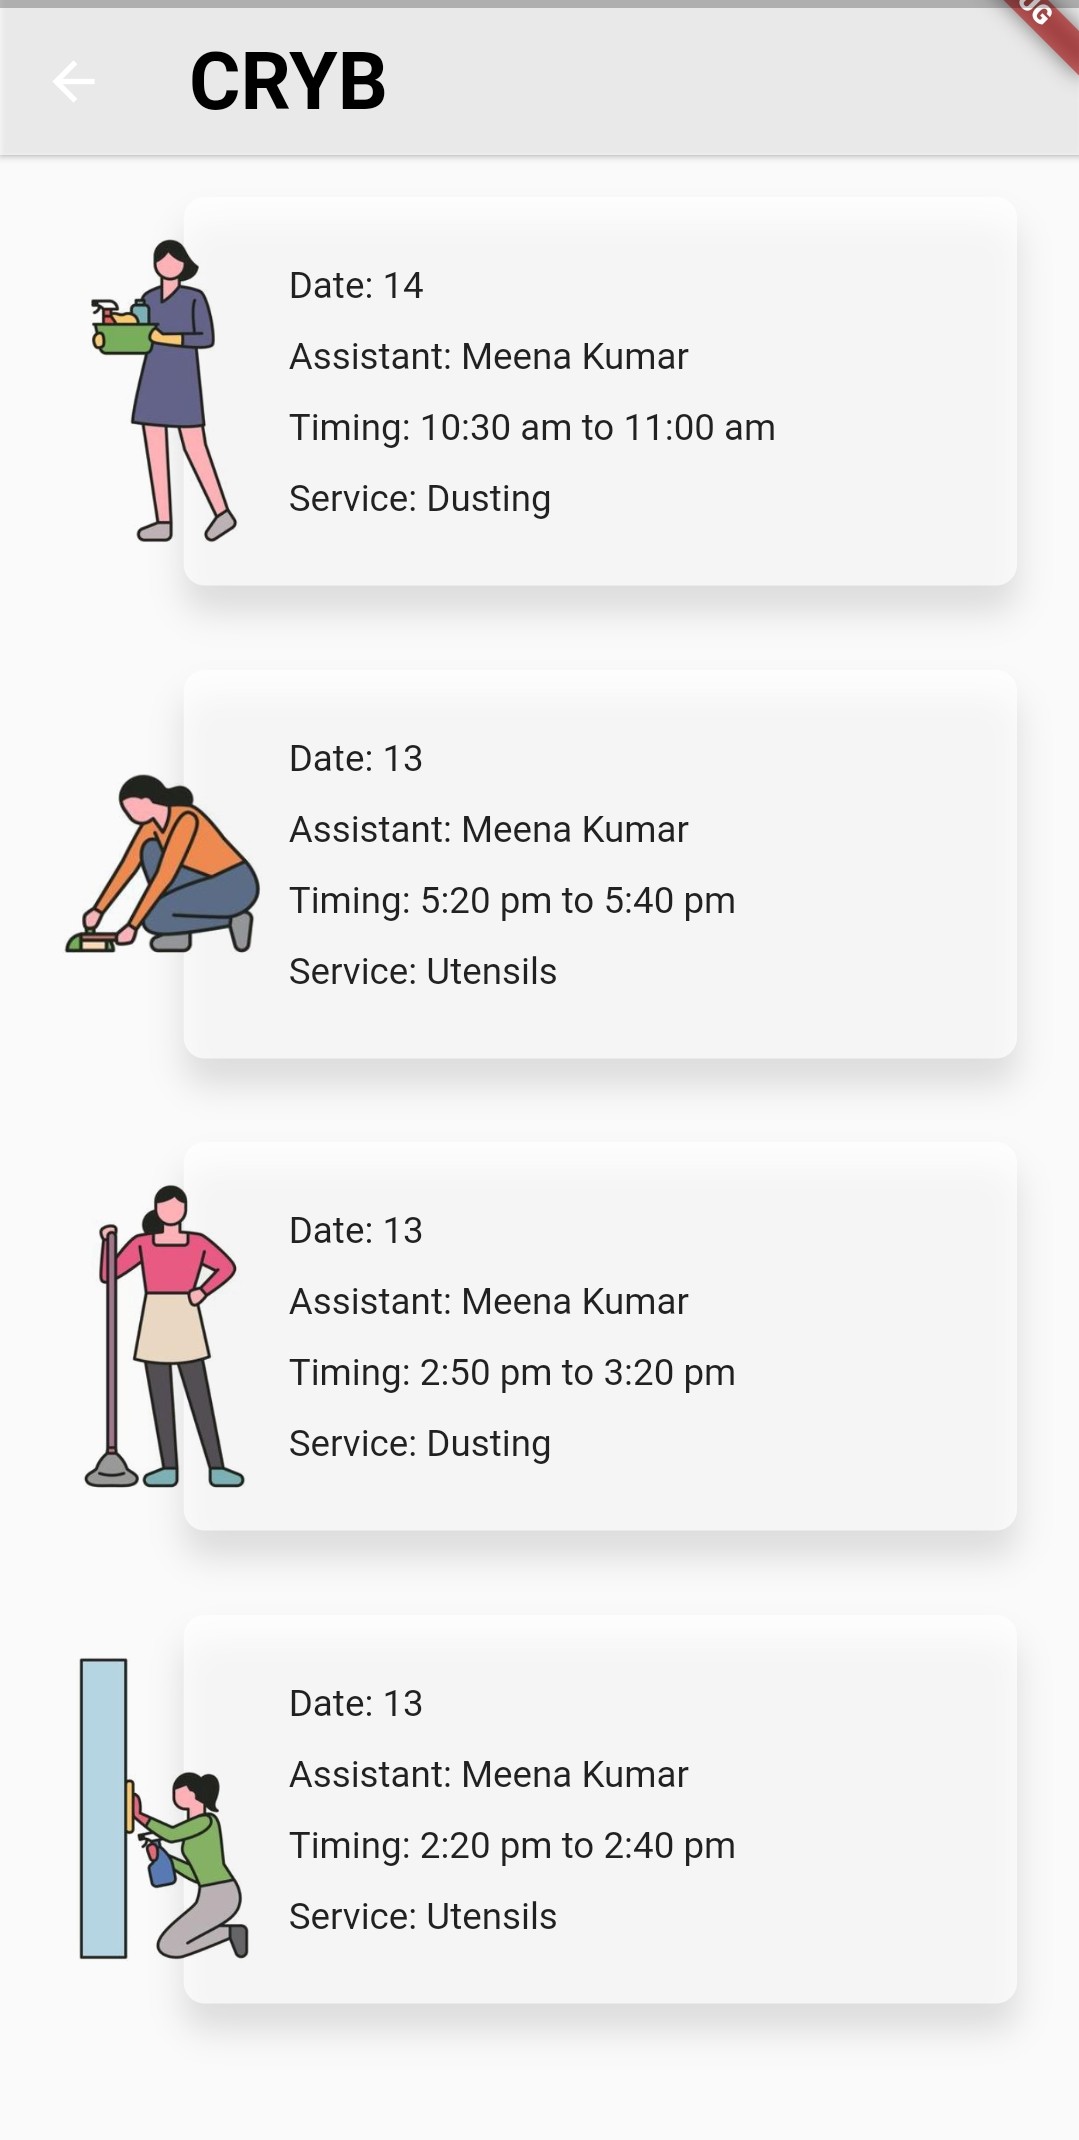 CRYB
Date: 14
Assistant: Meena Kumar
Timing: 10:30 am to 11:00 am
Service: Dusting
Date: 13
Assistant: Meena Kumar
Timing: 5:20 pm to 5:40 pm
Service: Utensils
Date: 13
Assistant: Meena Kumar
Timing: 2:50 pm to 3:20 pm
Service: Dusting
Date: 13
Assistant: Meena Kumar
Timing: 2:20 pm to 2:40 pm
Service: Utensils